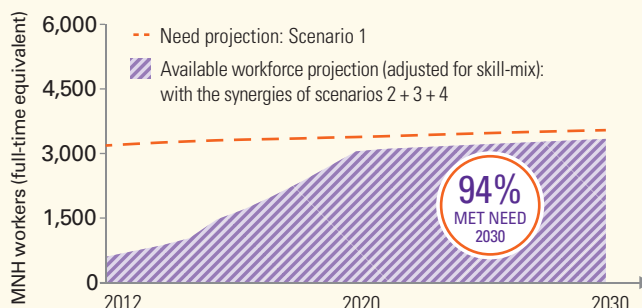 MNH workers (full-time equivalent)
6,000
4,500
3,000
1,500
0
Need projection: Scenario 1
Available workforce projection (adjusted for skill-mix):
with the synergies of scenarios 2 + 3 + 4
94%
MET NEED
2030
2012
2020
2030